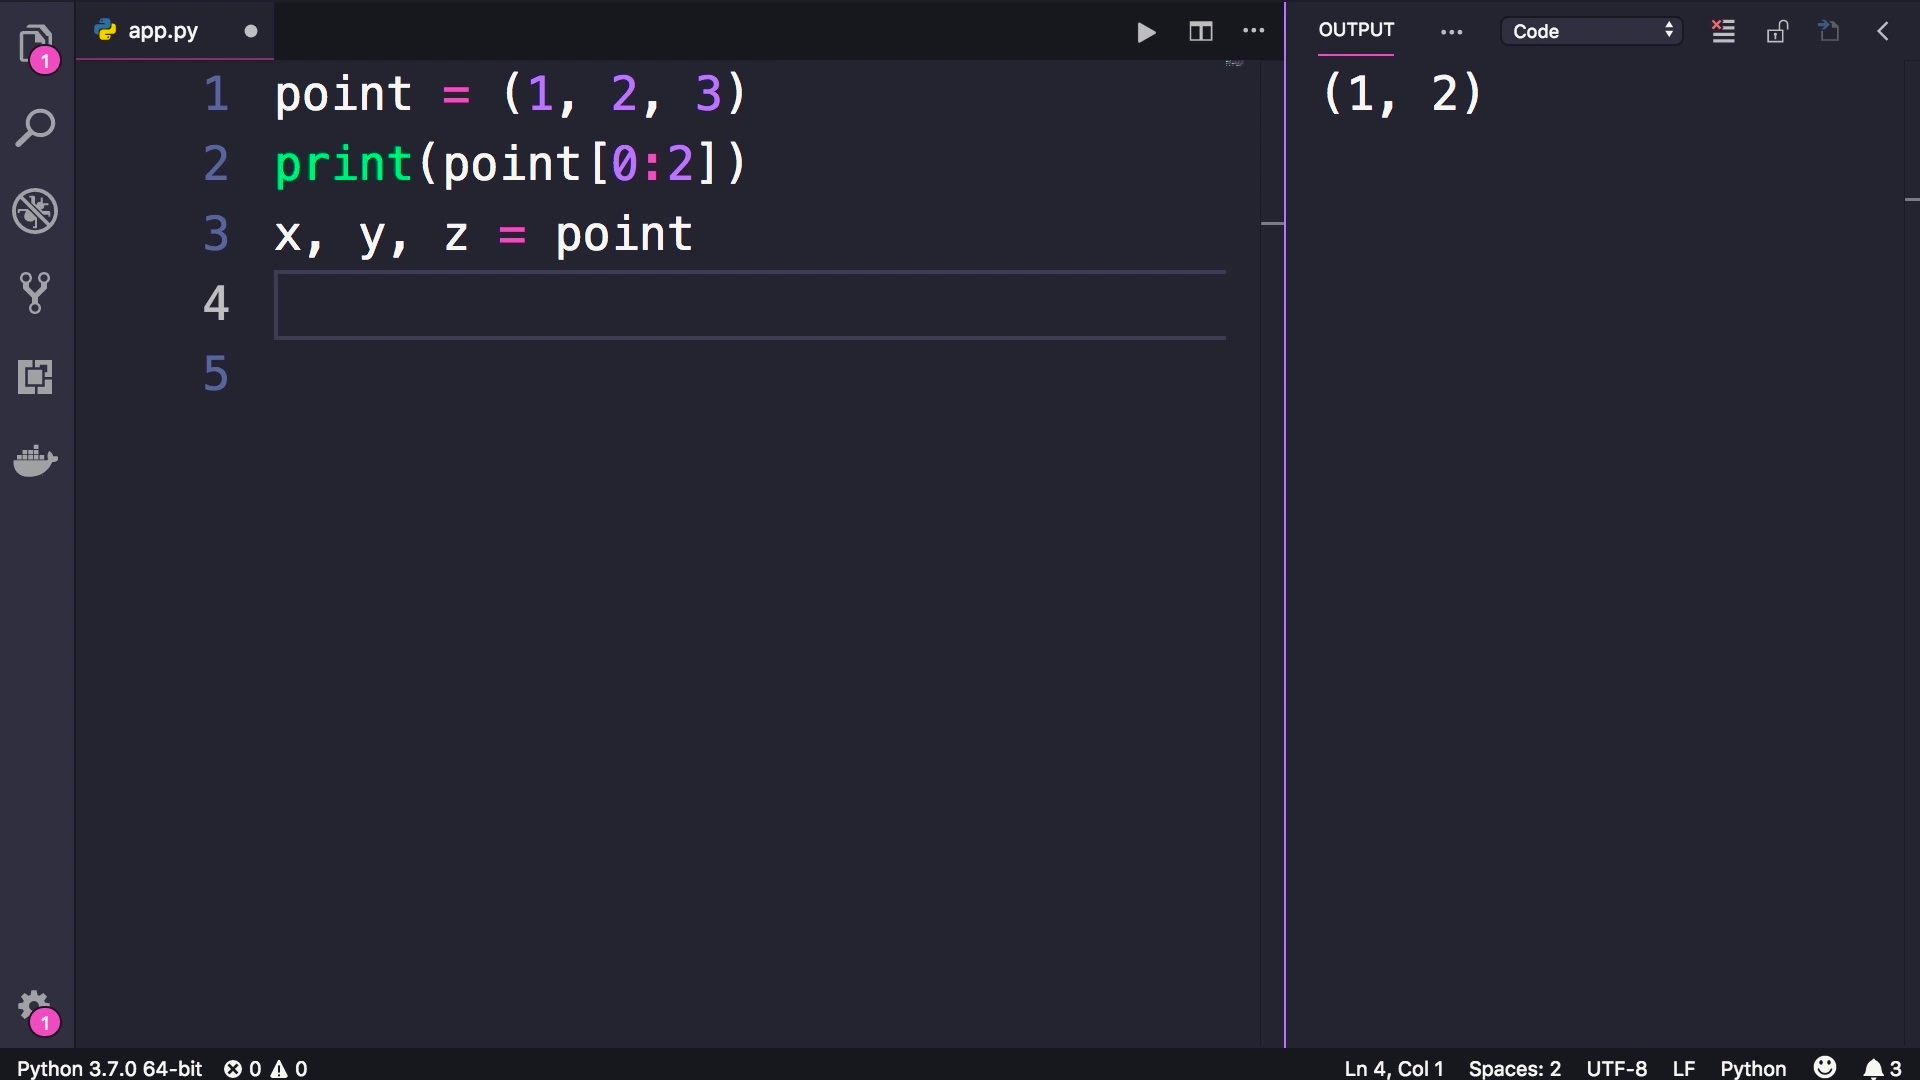 app.py
OUTPUT
Code
1
1 point = (1, 2, 3)
2 print(point[0:2])
3 x, y, z = point
4
5
(1, 2)
1
Python 3.7.0 64-bit 0 0 Ln 4, Col 1 Spaces: 2 UTF-8 LF Python 3